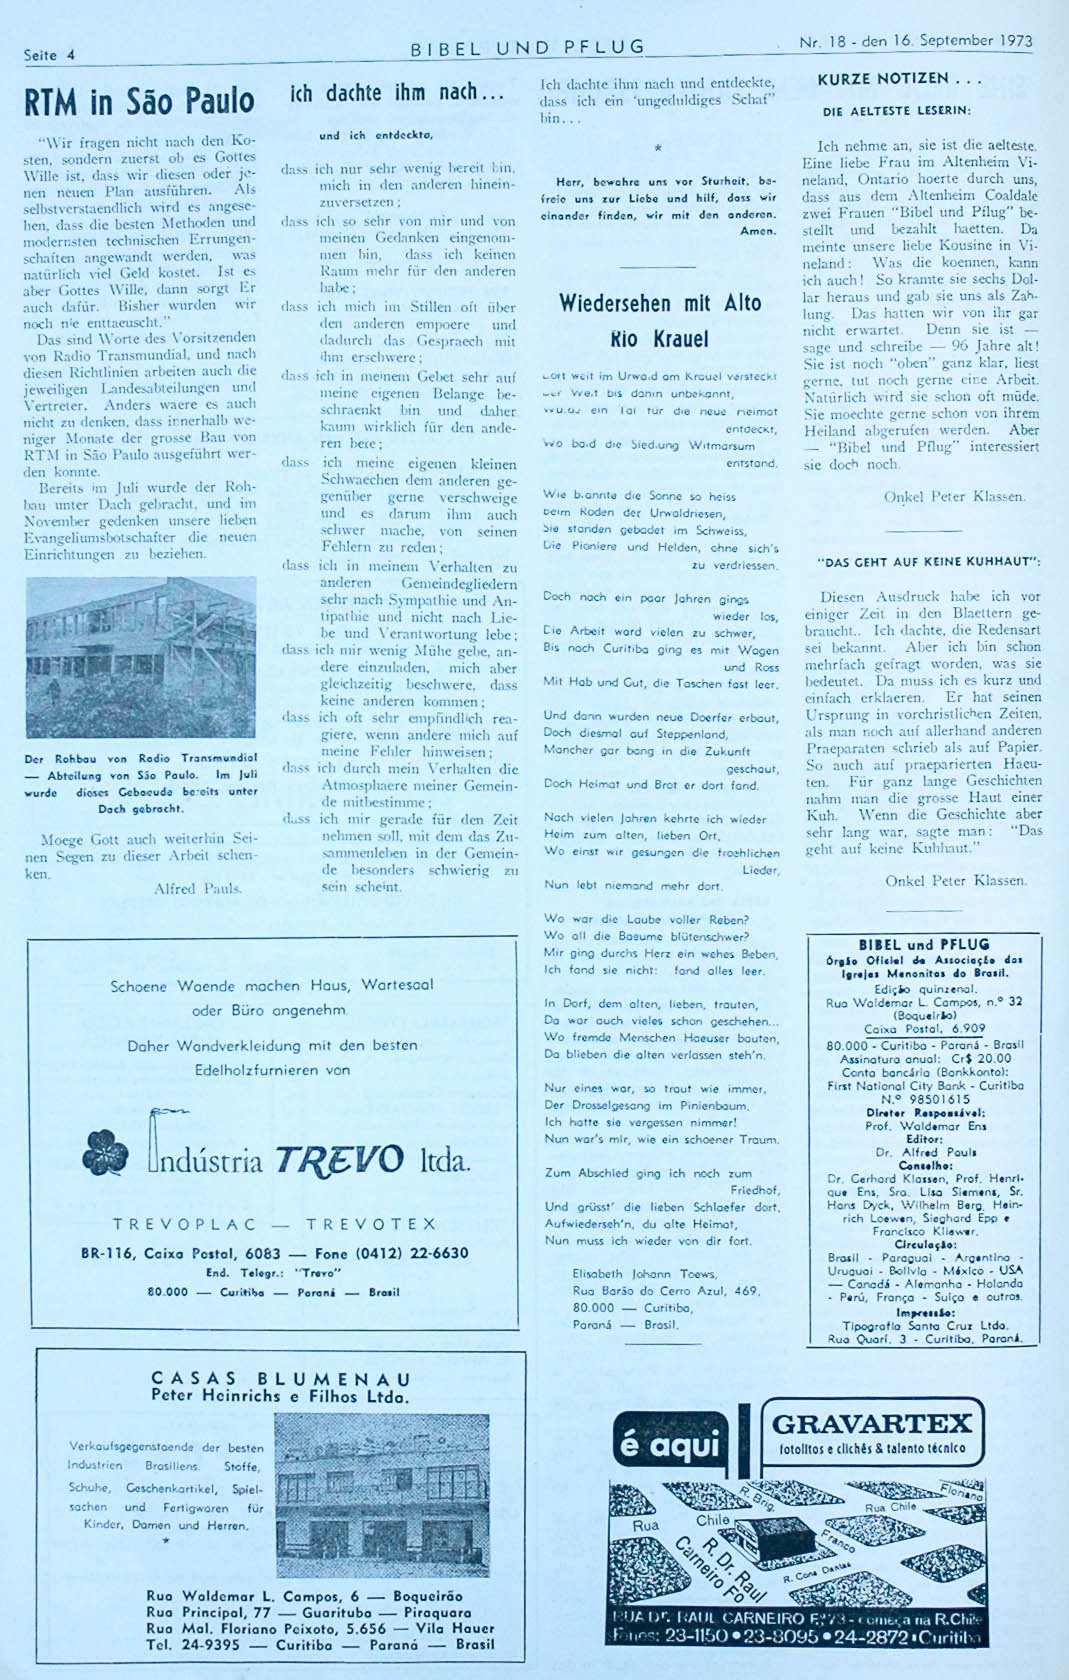 Seite 4
BIBEL UND PFLUG
Nr. 18 - den 16. September 1973
RTM in São Paulo
"Wir fragen nicht nach den Ko-
sten, sondern zuerst ob es Gottes
Wille ist, dass wir diesen oder je-
nen neuen Plan ausführen. Als
selbstverstaendlich wird es angese-
hen, dass die besten Methoden und
modernsten technischen Errungen-
schaften angewandt werden, was
natürlich viel Geld kostet. Ist es
aber Gottes Wille, dann sorgt Er
auch dafür. Bisher wurden wir
noch nie enttaeuscht."
Das sind Worte des Vorsitzenden
von Radio Transmundial, und nach
diesen Richtlinien arbeiten auch die
jeweiligen Landesabteilungen und
Vertreter. Anders waere es auch
nicht zu denken, dass innerhalb we-
niger Monate der grosse Bau von
RTM in São Paulo ausgeführt wer-
den konnte.
Bereits im Juli wurde der Roh-
bau unter Dach gebracht, und im
November gedenken unsere lieben
Evangeliumsbotschafter die neuen
Einrichtungen zu beziehen.
Der Rohbau von Radio Transmundial
— Abteilung von São Paulo. Im Juli
wurde dieses Gebaeude bereits unter
Dach gebracht.
Moege Gott auch weiterhin Sei-
nen Segen zu dieser Arbeit schen-
ken.
Alfred Pauls.
ich dachte ihm nach...
und ich entdeckte,
dass ich nur sehr wenig bereit bin,
mich in den anderen hinein-
zuversetzen;
dass ich so sehr von mir und von
meinen Gedanken eingenom-
men bin, dass ich keinen
Raum mehr für den anderen
habe;
dass ich mich im Stillen oft über
den anderen empoere und
dadurch das Gespraech mit
ihm erschwere;
dass ich in meinem Gebet sehr auf
meine eigenen Belange be-
schraenkt bin und daher
kaum wirklich für den ande-
ren bete;
dass ich meine eigenen kleinen
Schwaechen dem anderen ge-
genüber gerne verschweige
und es darum ihm auch
schwer mache, von seinen
Fehlern zu reden;
dass ich in meinem Verhalten zu
anderen Gemeindegliedern
sehr nach Sympathie und An-
tipathie und nicht nach Lie-
be und Verantwortung lebe;
dass ich mir wenig Mühe gebe, an-
dere einzuladen, mich aber
gleichzeitig beschwere, dass
keine anderen kommen;
dass ich oft sehr empfindlich rea-
giere, wenn andere mich auf
meine Fehler hinweisen;
dass ich durch mein Verhalten die
Atmosphaere meiner Gemein-
de mitbestimme;
dass ich mir gerade für den Zeit
nehmen soll, mit dem das Zu-
sammenleben in der Gemein-
de besonders schwierig zu
sein scheint.
Ich dachte ihm nach und entdeckte,
dass ich ein 'ungeduldiges Schaf"
bin...
*
Herr, bewahre uns vor Sturheit, be-
freie uns zur Liebe und hilf, dass wir
einander finden, wir mit den anderen.
Amen.
Wiedersehen mit Alto
Rio Krauel
Dort weit im Urwald am Krauel versteckt
Der Welt bis dahin unbekannt,
Wurde ein Tal für die neue Heimat
entdeckt,
Wo bald die Siedlung Witmarsum
entstand.
Wie brannte die Sonne so heiss
Beim Roden der Urwaldriesen,
Sie standen gebadet im Schweiss,
Die Pioniere und Helden, ohne sich's
zu verdriessen.
Doch nach ein paar Jahren gings
wieder los,
Die Arbeit ward vielen zu schwer,
Bis nach Curitiba ging es mit Wagen
und Ross
Mit Hab und Gut, die Taschen fast leer.
Und dann wurden neue Doerfer erbaut,
Doch diesmal auf Steppenland,
Mancher gar bang in die Zukunft
geschaut,
Doch Heimat und Brot er dort fand.
Nach vielen Jahren kehrte ich wieder
Heim zum alten, lieben Ort,
Wo einst wir gesungen die froehlichen
Lieder,
Nun lebt niemand mehr dort.
Wo war die Laube voller Reben?
Wo all die Baeume blütenschwer?
Mir ging durchs Herz ein wehes Beben,
Ich fand sie nicht: fand alles leer.
In Dorf, dem alten, lieben, trauten,
Da war auch vieles schon geschehen...
Wo fremde Menschen Haeuser bauten,
Da blieben die alten verlassen steh'n.
Nur eines war, so traut wie immer,
Der Drosselgesang im Pinienbaum.
Ich hatte sie vergessen nimmer!
Nun war's mir, wie ein schoener Traum.
Zum Abschied ging ich noch zum
Friedhof,
Und grüsst' die lieben Schlaefer dort,
Aufwiederseh'n, du alte Heimat,
Nun muss ich wieder von dir fort.
Elisabeth Johann Toews,
Rua Barão do Cerro Azul, 469.
80.000 — Curitiba,
Paraná — Brasil.
KURZE NOTIZEN ...
DIE AELTESTE LESERIN:
Ich nehme an, sie ist die aelteste.
Eine liebe Frau im Altenheim Vi-
neland, Ontario hoerte durch uns,
dass aus dem Altenheim Coaldale
zwei Frauen "Bibel und Pflug" be-
stellt und bezahlt haetten. Da
meinte unsere liebe Kousine in Vi-
neland: Was die koennen, kann
ich auch! So kramte sie sechs Dol-
lar heraus und gab sie uns als Zah-
lung. Das hatten wir von ihr gar
nicht erwartet. Denn sie ist —
sage und schreibe — 96 Jahre alt!
Sie ist noch "oben" ganz klar, liest
gerne, tut noch gerne eine Arbeit.
Natürlich wird sie schon oft müde.
Sie moechte gerne schon von ihrem
Heiland abgerufen werden. Aber
— "Bibel und Pflug" interessiert
sie doch noch.
Onkel Peter Klassen.
"DAS GEHT AUF KEINE KUHHAUT":
Diesen Ausdruck habe ich vor
einiger Zeit in den Blaettern ge-
braucht.. Ich dachte, die Redensart
sei bekannt. Aber ich bin schon
mehrfach gefragt worden, was sie
bedeutet. Da muss ich es kurz und
einfach erklaeren. Er hat seinen
Ursprung in vorchristlichen Zeiten,
als man noch auf allerhand anderen
Praeparaten schrieb als auf Papier.
So auch auf praeparierten Haeu-
ten. Für ganz lange Geschichten
nahm man die grosse Haut einer
Kuh. Wenn die Geschichte aber
sehr lang war, sagte man: "Das
geht auf keine Kuhhaut."
Onkel Peter Klassen.
BIBEL und PFLUG
Órgão Oficial da Associação das
Igrejas Menonitas do Brasil.
Edição quinzenal.
Rua Waldemar L. Campos, n.º 32
(Boqueirão)
Caixa Postal, 6.909
80.000 - Curitiba - Paraná - Brasil
Assinatura anual: Cr$ 20.00
Conta bancária (Bankkonto):
First National City Bank - Curitiba
N.º 98501615
Diretor Responsável:
Prof. Waldemar Ens
Editor:
Dr. Alfred Pauls
Conselho:
Dr. Gerhard Klassen, Prof. Henri-
que Ens, Sra. Lisa Siemens, Sr.
Hans Dyck, Wilhelm Berg, Hein-
rich Loewen, Sieghard Epp e
Francisco Kliewer.
Circulação:
Brasil - Paraguai - Argentina -
Uruguai - Bolívia - México - USA
— Canadá - Alemanha - Holanda
- Perú, França - Suíça e outros.
Impressão:
Tipografia Santa Cruz Ltda.
Rua Quari, 3 - Curitiba, Paraná.
Schoene Waende machen Haus, Wartesaal
oder Büro angenehm.
Daher Wandverkleidung mit den besten
Edelholzfurnieren von
Indústria TREVO ltda.
TREVOPLAC — TREVOTEX
BR-116, Caixa Postal, 6083 — Fone (0412) 22-6630
End. Telegr.: "Trevo"
80.000 — Curitiba — Paraná — Brasil
CASAS BLUMENAU
Peter Heinrichs e Filhos Ltda.
Verkaufsgegenstaende der besten
Industrien Brasiliens. Stoffe,
Schuhe, Geschenkartikel, Spiel-
sachen und Fertigwaren für
Kinder, Damen und Herren.
*
Rua Waldemar L. Campos, 6 — Boqueirão
Rua Principal, 77 — Guarituba — Piraquara
Rua Mal. Floriano Peixoto, 5.656 — Vila Hauer
Tel. 24-9395 — Curitiba — Paraná — Brasil
é aqui
GRAVARTEX
fotolitos e clichês & talento técnico
R. Brig.
Franco
Rua Chile
Floriano
Rua Chile
R. Dr. Raul
Carneiro Fo
R. Cons Dantas
RUA DR. RAUL CARNEIRO Fº, 73 - começa na R. Chile
Fones: 23-1150 • 23-8095 • 24-2872 • Curitiba